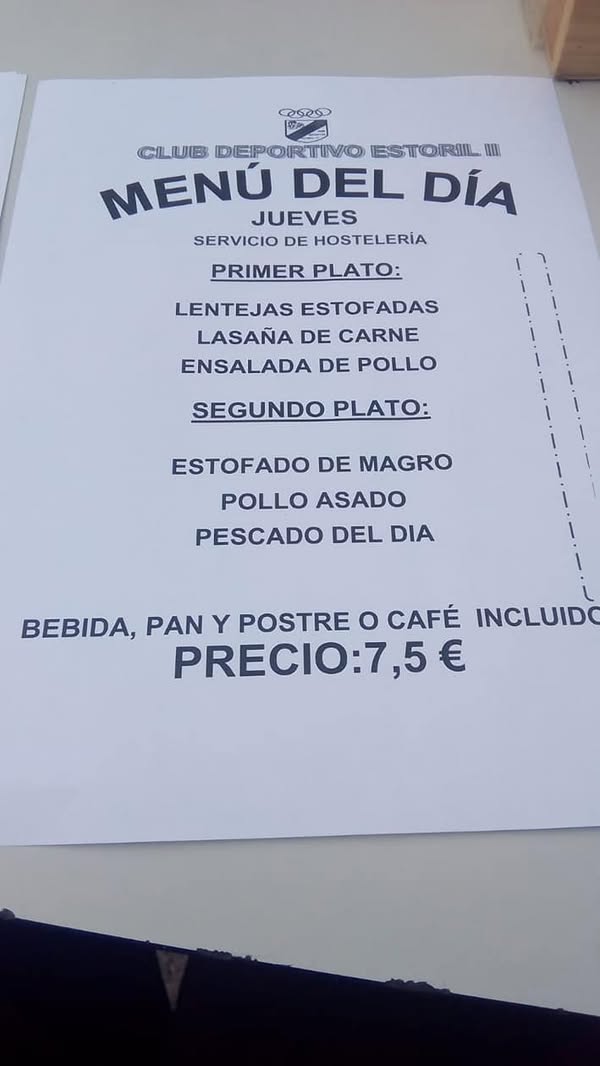 CLUB DEPORTIVO ESTORIL II
MENÚ DEL DÍA
JUEVES
SERVICIO DE HOSTELERÍA
PRIMER PLATO:
LENTEJAS ESTOFADAS
LASAÑA DE CARNE
ENSALADA DE POLLO
SEGUNDO PLATO:
ESTOFADO DE MAGRO
POLLO ASADO
PESCADO DEL DIA
BEBIDA, PAN Y POSTRE O CAFÉ INCLUIDO
PRECIO:7,5 €